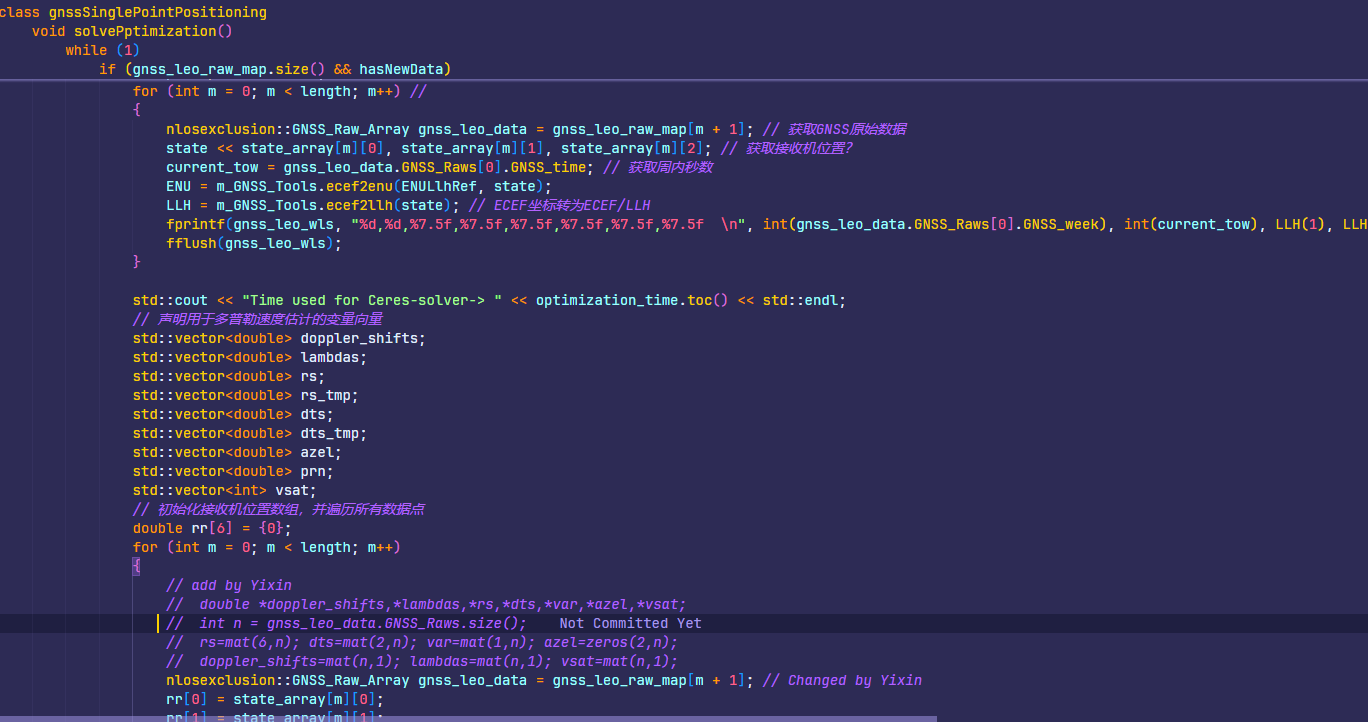 class gnssSinglePointPositioning
void solvePptimization()
while (1)
if (gnss_leo_raw_map.size() && hasNewData)
for (int m = 0; m < length; m++) //
{
nlosexclusion::GNSS_Raw_Array gnss_leo_data = gnss_leo_raw_map[m + 1]; // 获取GNSS原始数据
state << state_array[m][0], state_array[m][1], state_array[m][2]; // 获取接收机位置?
current_tow = gnss_leo_data.GNSS_Raws[0].GNSS_time; // 获取周内秒数
ENU = m_GNSS_Tools.ecef2enu(ENULlhRef, state);
LLH = m_GNSS_Tools.ecef2llh(state); // ECEF坐标转为ECEF/LLH
fprintf(gnss_leo_wls, "%d,%d,%7.5f,%7.5f,%7.5f,%7.5f,%7.5f,%7.5f  \n", int(gnss_leo_data.GNSS_Raws[0].GNSS_week), int(current_tow), LLH(1), LLH
fflush(gnss_leo_wls);
}
std::cout << "Time used for Ceres-solver-> " << optimization_time.toc() << std::endl;
// 声明用于多普勒速度估计的变量向量
std::vector<double> doppler_shifts;
std::vector<double> lambdas;
std::vector<double> rs;
std::vector<double> rs_tmp;
std::vector<double> dts;
std::vector<double> dts_tmp;
std::vector<double> azel;
std::vector<double> prn;
std::vector<int> vsat;
// 初始化接收机位置数组，并遍历所有数据点
double rr[6] = {0};
for (int m = 0; m < length; m++)
{
// add by Yixin
//  double *doppler_shifts,*lambdas,*rs,*dts,*var,*azel,*vsat;
//  int n = gnss_leo_data.GNSS_Raws.size();    Not Committed Yet
//  rs=mat(6,n); dts=mat(2,n); var=mat(1,n); azel=zeros(2,n);
//  doppler_shifts=mat(n,1); lambdas=mat(n,1); vsat=mat(n,1);
nlosexclusion::GNSS_Raw_Array gnss_leo_data = gnss_leo_raw_map[m + 1]; // Changed by Yixin
rr[0] = state_array[m][0];
rr[1] = state_array[m][1];